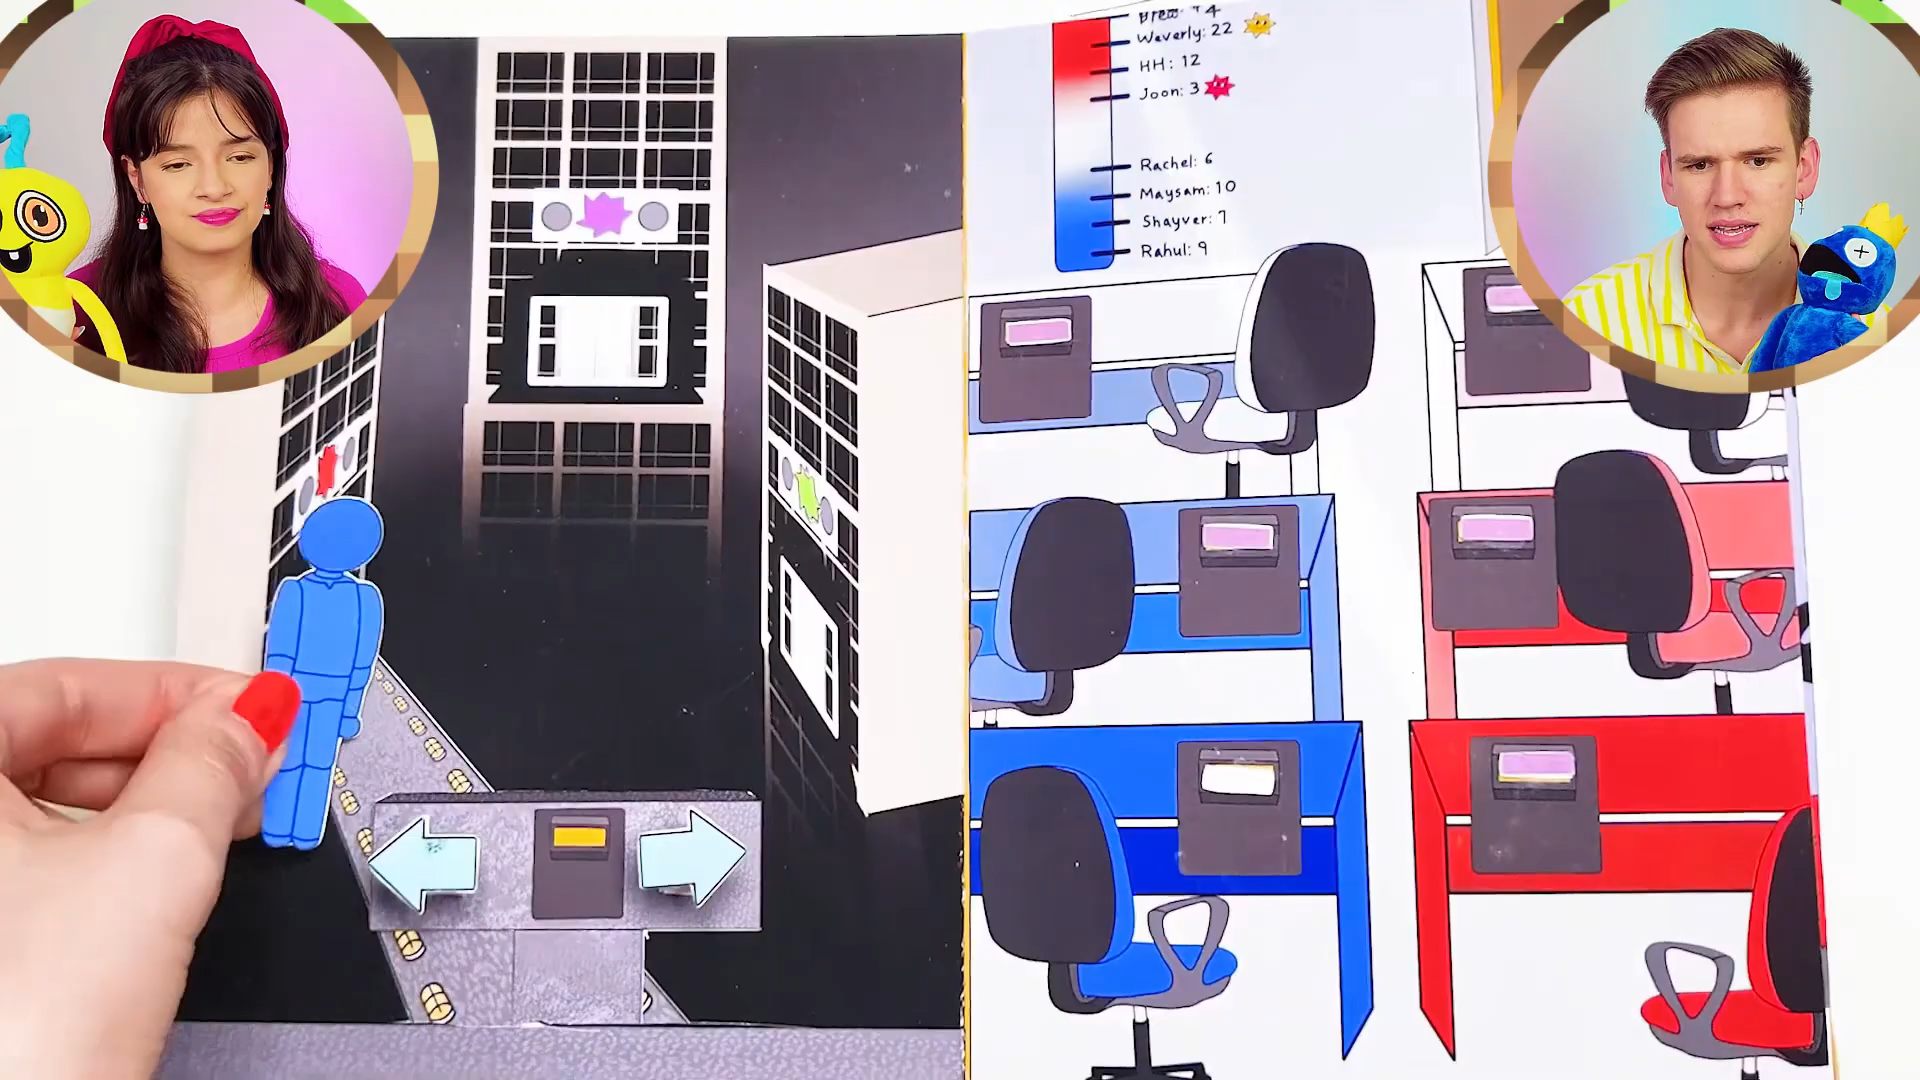 Waverly: 22
HH: 12
Joon: 3
Rachel: 6
Maysam: 10
Shayver: 7
Rahul: 9